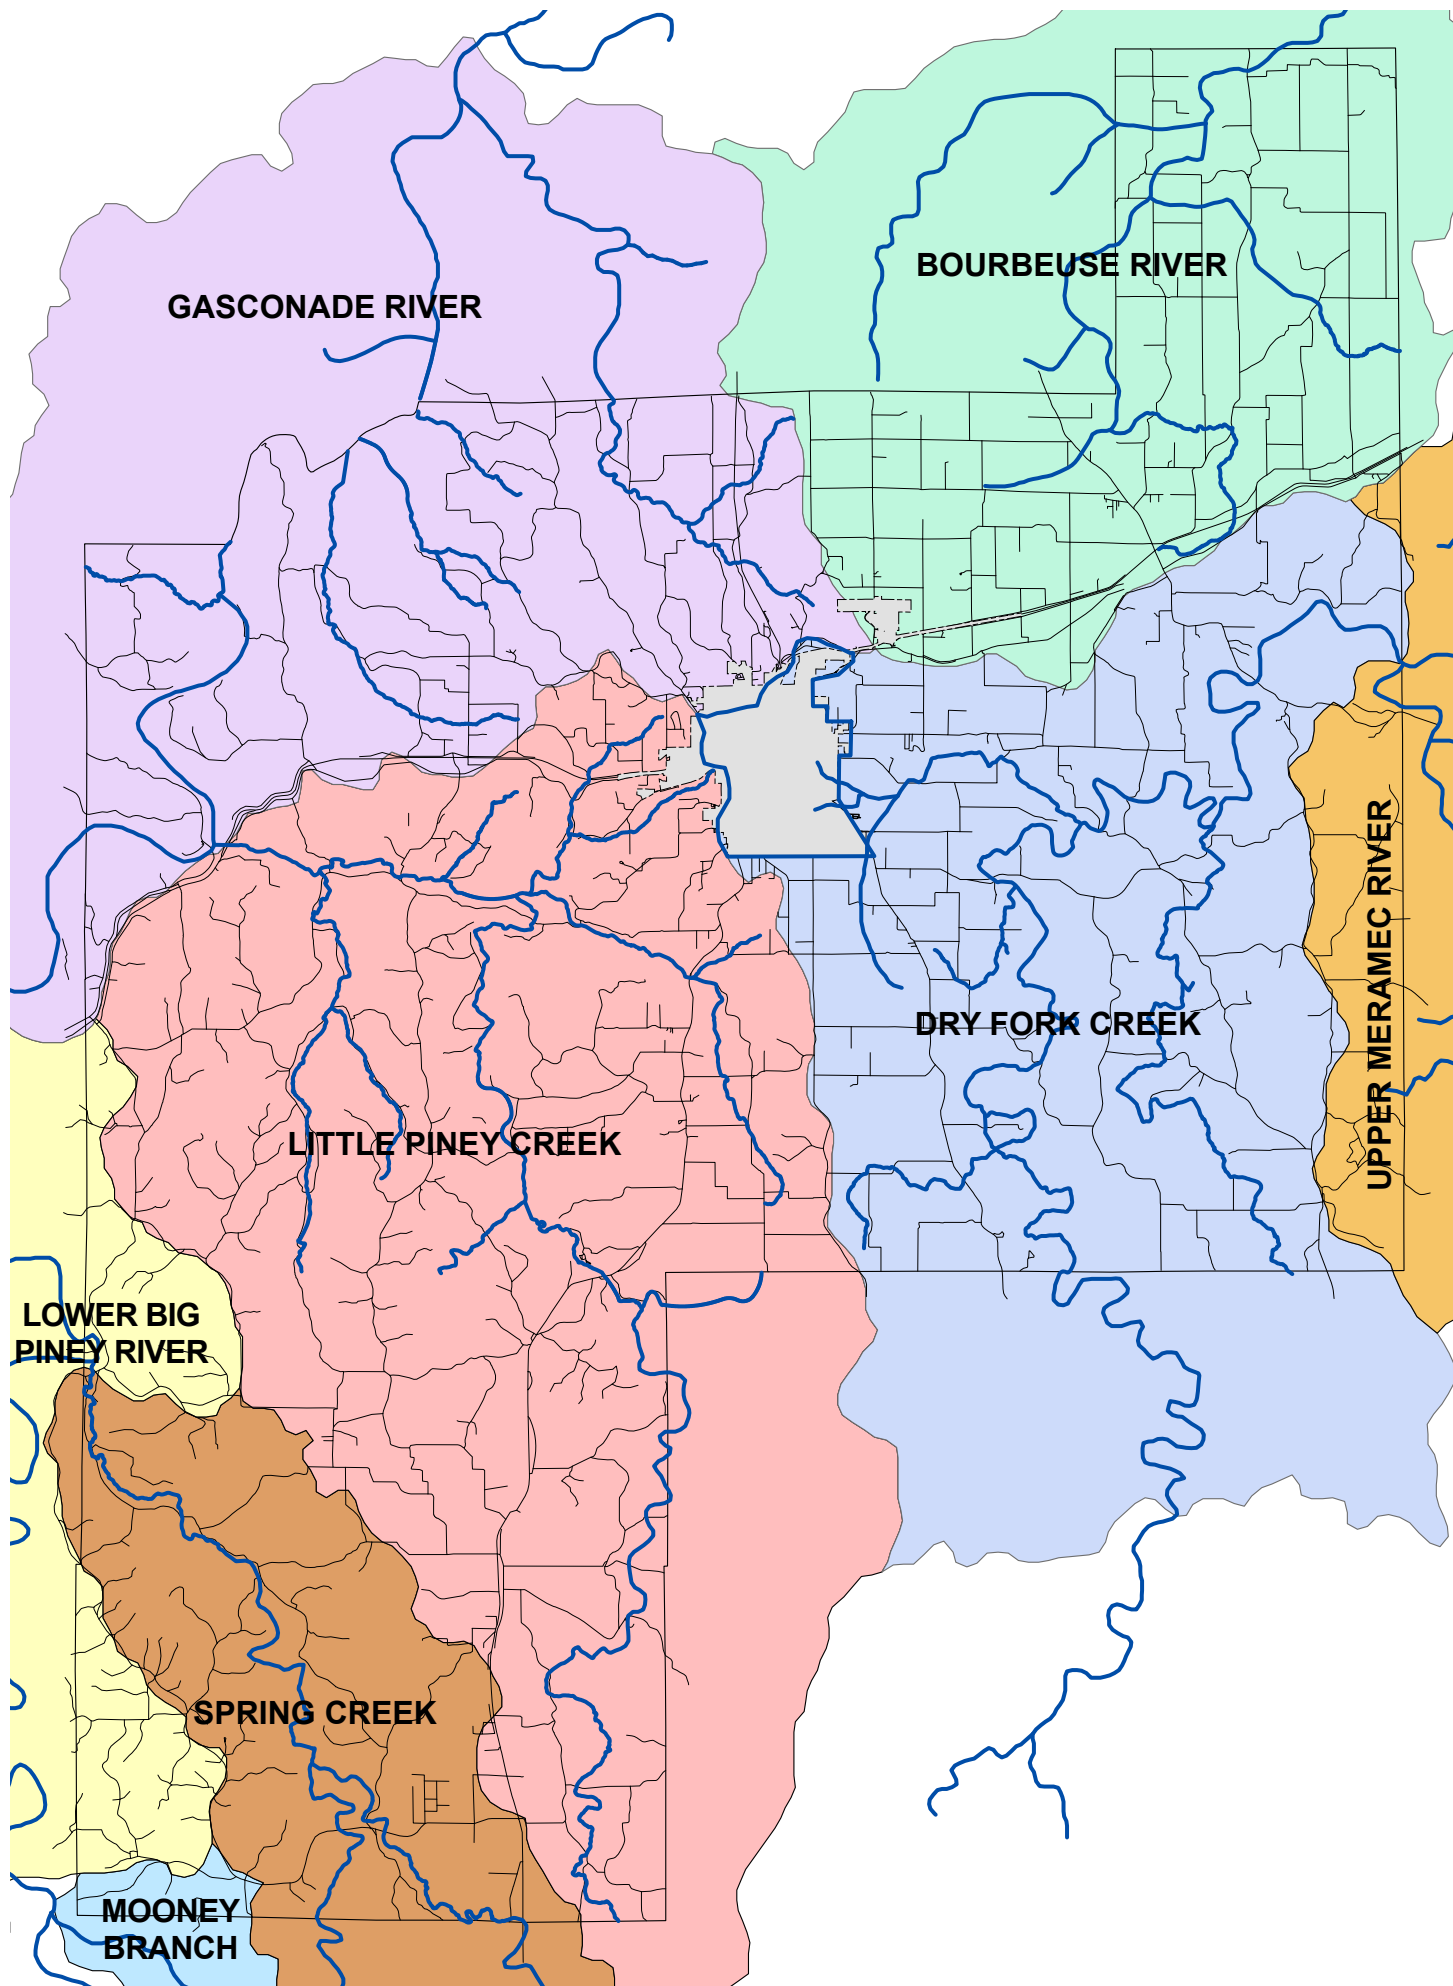 BOURBEUSE RIVER
GASCONADE RIVER
UPPER MERAMEC RIVER
DRY FORK CREEK
LITTLE PINEY CREEK
LOWER BIG
PINEY RIVER
SPRING CREEK
MOONEY
BRANCH